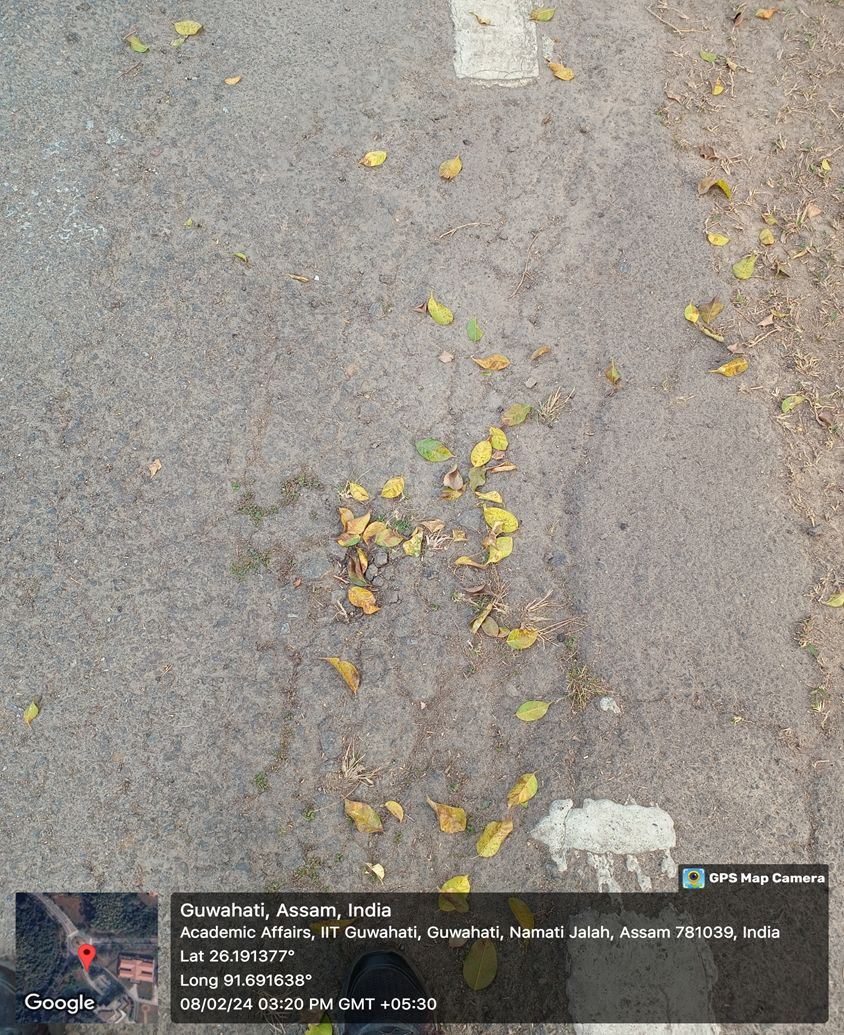 GPS Map Camera
Guwahati, Assam, India
Academic Affairs, IIT Guwahati, Guwahati, Namati Jalah, Assam 781039, India
Lat 26.191377°
Long 91.691638°
08/02/24 03:20 PM GMT +05:30
Google